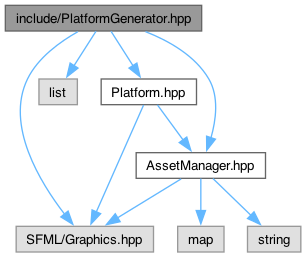 include/PlatformGenerator.hpp
list
Platform.hpp
AssetManager.hpp
SFML/Graphics.hpp
map
string